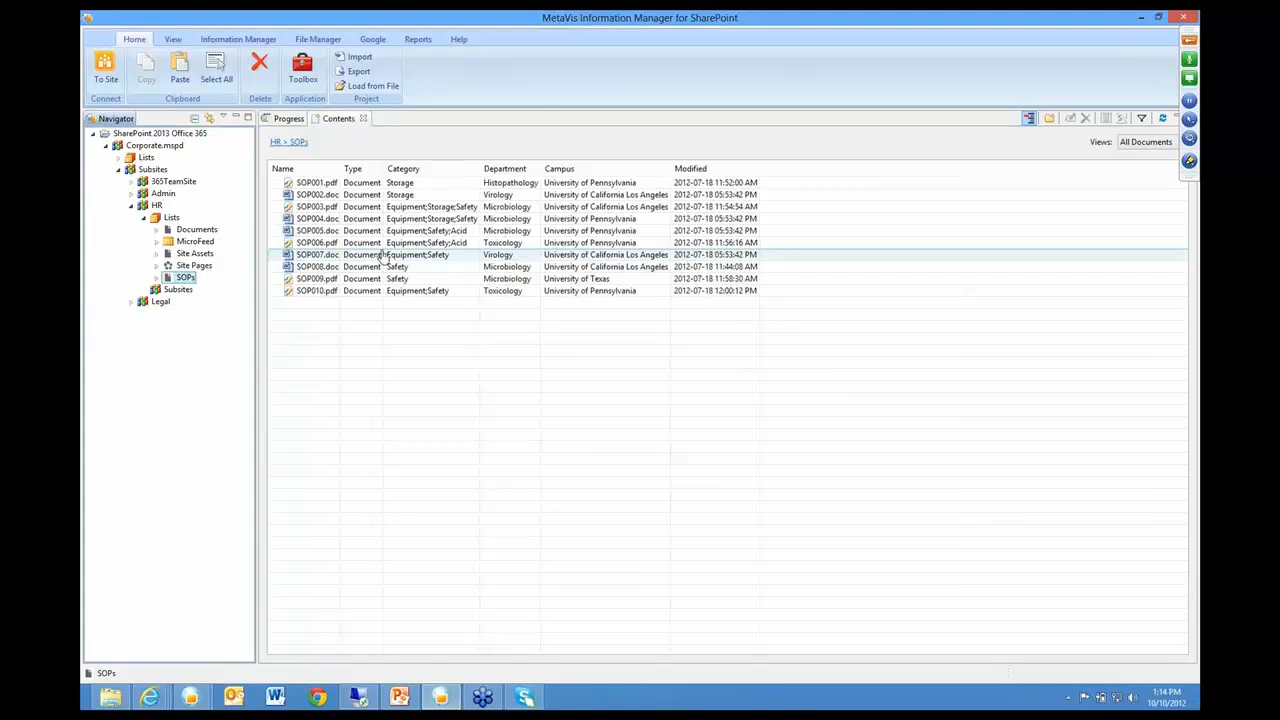 MetaVis Information Manager for SharePoint
Home View Information Manager File Manager Google Reports Help
To Site Copy Paste Select All Toolbox Import
Export
Load from File
Connect Clipboard Delete Application Project
Navigator Progress Contents
SharePoint 2013 Office 365
Corporate.mspd
Lists
Subsites
365TeamSite
Admin
HR
Lists
Documents
MicroFeed
Site Assets
Site Pages
SOPs
Subsites
Legal
HR > SOPs Views: All Documents
Name Type Category Department Campus Modified
SOP001.pdf Document Storage Histopathology University of Pennsylvania 2012-07-18 11:52:00 AM
SOP002.doc Document Storage Virology University of California Los Angeles 2012-07-18 05:53:42 PM
SOP003.pdf Document Equipment;Storage;Safety Microbiology University of California Los Angeles 2012-07-18 11:54:54 AM
SOP004.doc Document Equipment;Storage;Safety Microbiology University of Pennsylvania 2012-07-18 05:53:42 PM
SOP005.doc Document Equipment;Safety;Acid Microbiology University of Pennsylvania 2012-07-18 05:53:42 PM
SOP006.pdf Document Equipment;Safety;Acid Toxicology University of Pennsylvania 2012-07-18 11:56:16 AM
SOP007.doc Document Equipment;Safety Virology University of California Los Angeles 2012-07-18 05:53:42 PM
SOP008.doc Document Safety Microbiology University of California Los Angeles 2012-07-18 11:44:08 AM
SOP009.pdf Document Safety Microbiology University of Texas 2012-07-18 11:58:30 AM
SOP010.pdf Document Equipment;Safety Toxicology University of Pennsylvania 2012-07-18 12:00:12 PM
SOPs
1:14 PM
10/10/2012